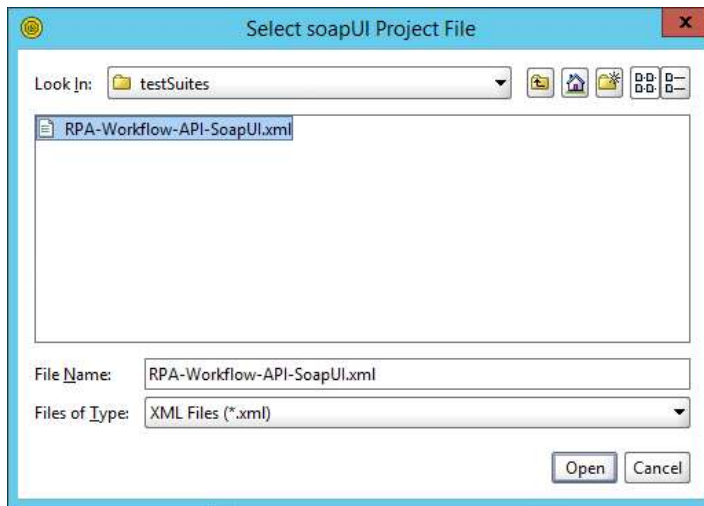 Select soapUI Project File
x
Look In: testSuites
RPA-Workflow-API-SoapUI.xml
File Name: RPA-Workflow-API-SoapUI.xml
Files of Type: XML Files (*.xml)
Open Cancel